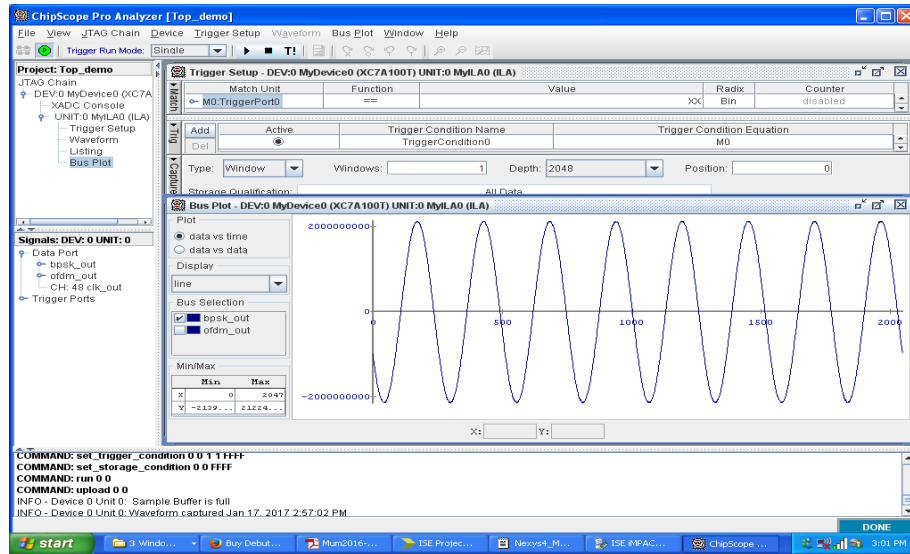 ChipScope Pro Analyzer [Top_demo]
File View JTAG Chain Device Trigger Setup Waveform Bus Plot Window Help
Trigger Run Mode: Single T!
Project: Top_demo
JTAG Chain
DEV:0 MyDevice0 (XC7A
XADC Console
UNIT:0 MyILA0 (ILA)
Trigger Setup
Waveform
Listing
Bus Plot
Signals: DEV: 0 UNIT: 0
Data Port
bpsk_out
ofdm_out
CH: 48 clk_out
Trigger Ports
Trigger Setup - DEV:0 MyDevice0 (XC7A100T) UNIT:0 MyILA0 (ILA)
Match
Match Unit Function Value Radix Counter
M0:TriggerPort0 == XX Bin disabled
Trig
Add Active Trigger Condition Name Trigger Condition Equation
Del TriggerCondition0 M0
Capture
Type: Window Windows: 1 Depth: 2048 Position: 0
Storage Qualification: All Data
Bus Plot - DEV:0 MyDevice0 (XC7A100T) UNIT:0 MyILA0 (ILA)
Plot
data vs time
data vs data
Display
line
Bus Selection
bpsk_out
ofdm_out
Min/Max
Min Max
X 0 2047
Y -2139... 21224...
2000000000
0
-2000000000
0 500 1000 1500 2000
X: Y:
COMMAND: set_trigger_condition 0 0 1 1 FFFF
COMMAND: set_storage_condition 0 0 FFFF
COMMAND: run 0 0
COMMAND: upload 0 0
INFO - Device 0 Unit 0: Sample Buffer is full
INFO - Device 0 Unit 0: Waveform captured Jan 17, 2017 2:57:02 PM
DONE
start 3 Windo... Buy Debut... Mum2016-... ISE Projec... Nexys4_M... ISE iMPAC... ChipScope ... 3:01 PM